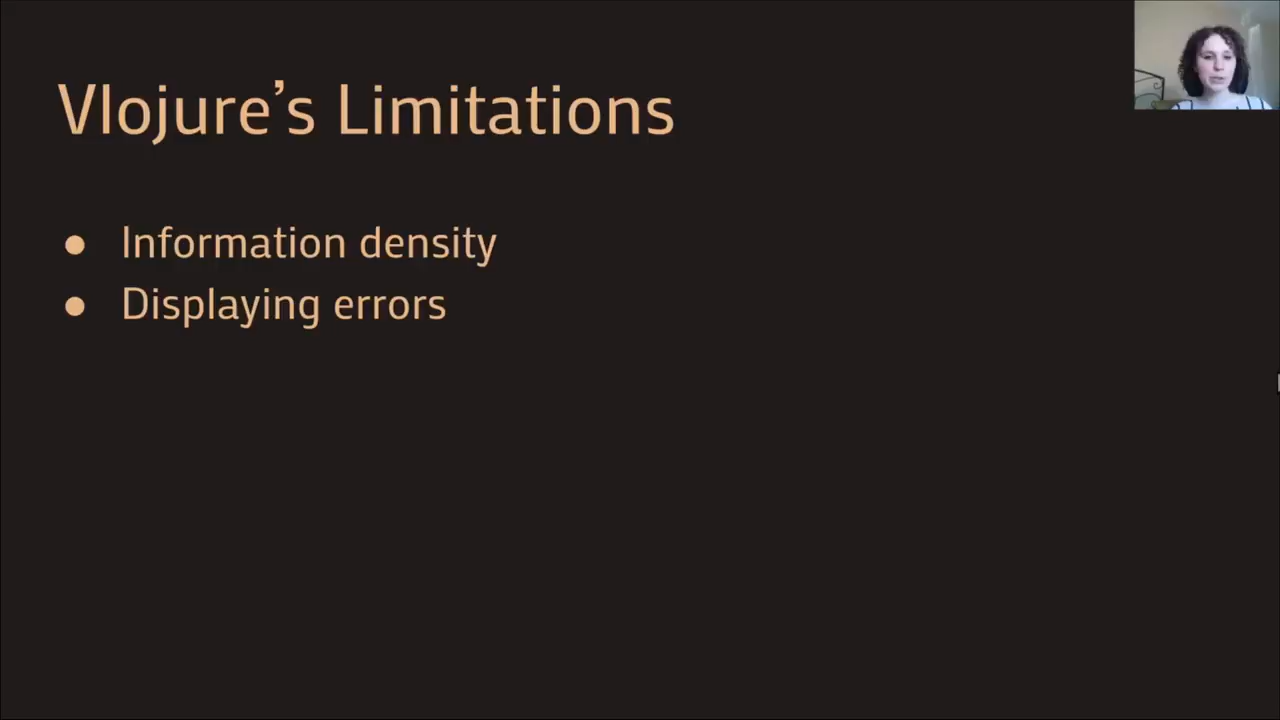 Vlojure’s Limitations
● Information density
● Displaying errors